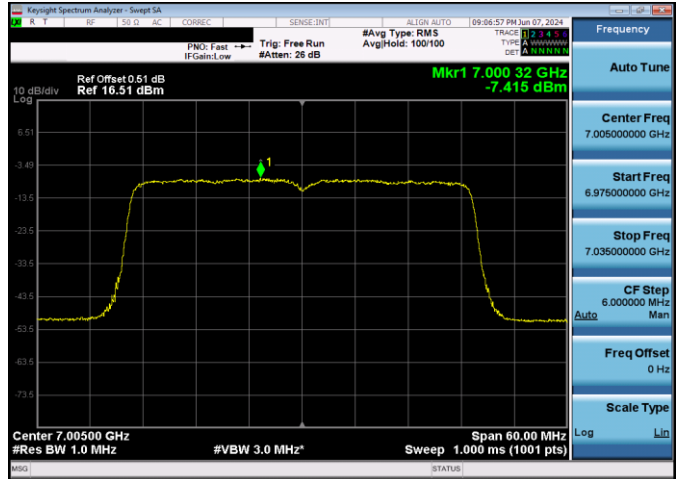 Keysight Spectrum Analyzer - Swept SA
R T RF 50 Ω AC CORREC SENSE:INT ALIGN AUTO 09:06:57 PM Jun 07, 2024
PNO: Fast
IFGain:Low
Trig: Free Run
#Atten: 26 dB
#Avg Type: RMS
Avg|Hold: 100/100
TRACE 1 2 3 4 5 6
TYPE A WWWWW
DET A N N N N N
Mkr1 7.000 32 GHz
-7.415 dBm
Ref Offset 0.51 dB
10 dB/div Ref 16.51 dBm
Log
6.51
-3.49
-13.5
-23.5
-33.5
-43.5
-53.5
-63.5
-73.5
1
Center 7.00500 GHz Span 60.00 MHz
#Res BW 1.0 MHz #VBW 3.0 MHz* Sweep 1.000 ms (1001 pts)
MSG STATUS
Frequency
Auto Tune
Center Freq
7.005000000 GHz
Start Freq
6.975000000 GHz
Stop Freq
7.035000000 GHz
CF Step
6.000000 MHz
Auto Man
Freq Offset
0 Hz
Scale Type
Log Lin